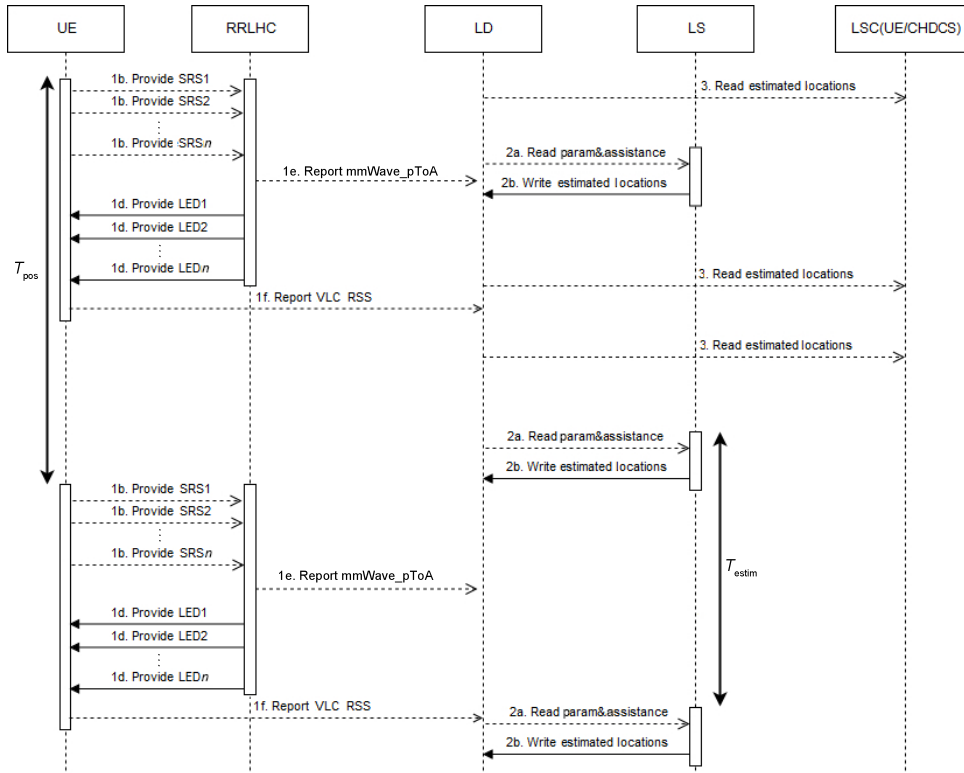 UE
RRLHC
LD
LS
LSC(UE/CHDCS)
1b. Provide SRS1
3. Read estimated locations
1b. Provide SRS2
1b. Provide SRSn
2a. Read param&assistance
1e. Report mmWave_pToA
2b. Write estimated locations
1d. Provide LED1
1d. Provide LED2
Tpos
1d. Provide LEDn
3. Read estimated locations
1f. Report VLC RSS
3. Read estimated locations
2a. Read param&assistance
2b. Write estimated locations
1b. Provide SRS1
1b. Provide SRS2
1b. Provide SRSn
Testim
1e. Report mmWave_pToA
1d. Provide LED1
1d. Provide LED2
1d. Provide LEDn
1f. Report VLC RSS
2a. Read param&assistance
2b. Write estimated locations